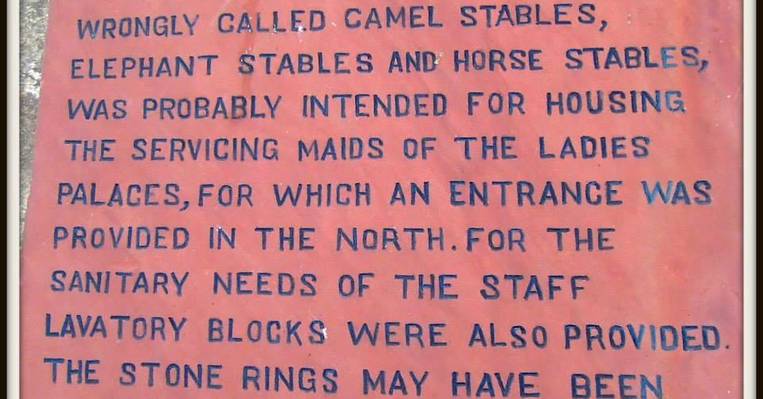 WRONGLY CALLED CAMEL STABLES,
ELEPHANT STABLES AND HORSE STABLES,
WAS PROBABLY INTENDED FOR HOUSING
THE SERVICING MAIDS OF THE LADIES
PALACES, FOR WHICH AN ENTRANCE WAS
PROVIDED IN THE NORTH. FOR THE
SANITARY NEEDS OF THE STAFF
LAVATORY BLOCKS WERE ALSO PROVIDED.
THE STONE RINGS MAY HAVE BEEN